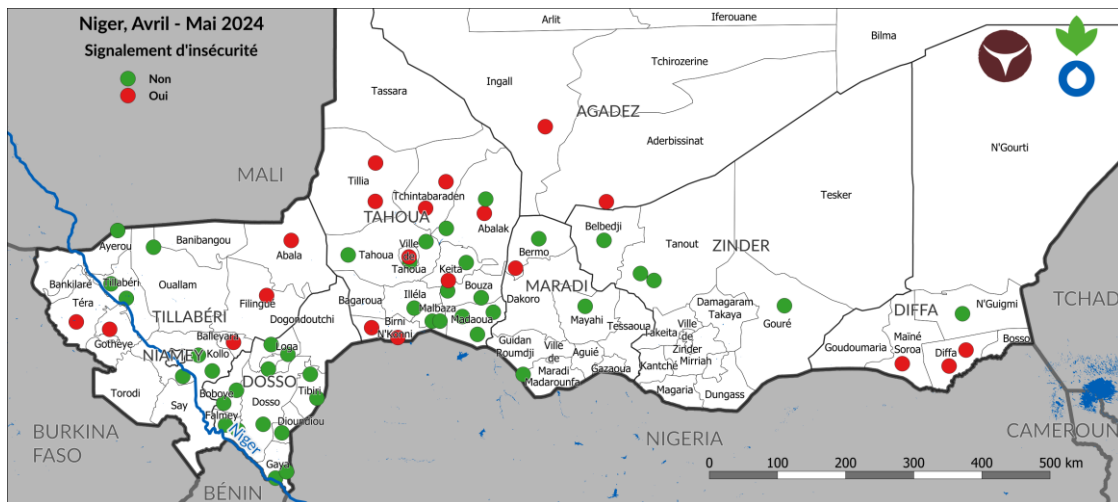 Niger, Avril - Mai 2024
Signalement d'insécurité
Non
Oui
Arlit
Iferouane
Bilma
Tchirozerine
Ingall
Tassara
AGADEZ
Aderbissinat
N'Gourti
MALI
Tillia
Tchintabaraden
Tesker
TAHOUA
Abalak
Belbedji
Ayerou
Banibangou
Abala
Tahoua
Ville de
Tahoua
Keita
Bermo
Tanout
ZINDER
Bankilaré
Tillabéri
Ouallam
Filingue
Bagaroua
Illéla
Bouza
Dakoro
MARADI
Damagaram
Takaya
Gouré
DIFFA
N'Guigmi
TCHAD
Téra
TILLABÉRI
Dogondoutchi
Malbaza
Madaoua
Mayahi
Tessaoua
Takeita
Ville
de
Zinder
Gothèye
Balleyara
Birni
N'Konni
Guidan
Roumdji
Ville
de
Maradi
Madarounfa
Aguié
Gazaoua
Kantché
Mirriah
Goudoumaria
Mainé
Soroa
Diffa
Bosso
NIAMEY
Kollo
Loga
Torodi
Say
Boboye
DOSSO
Dosso
Tibiri
Magaria
Dungass
Falmey
Dioundiou
BURKINA
FASO
Niger
Gaya
BÉNIN
NIGERIA
CAMEROUN
0 100 200 300 400 500 km